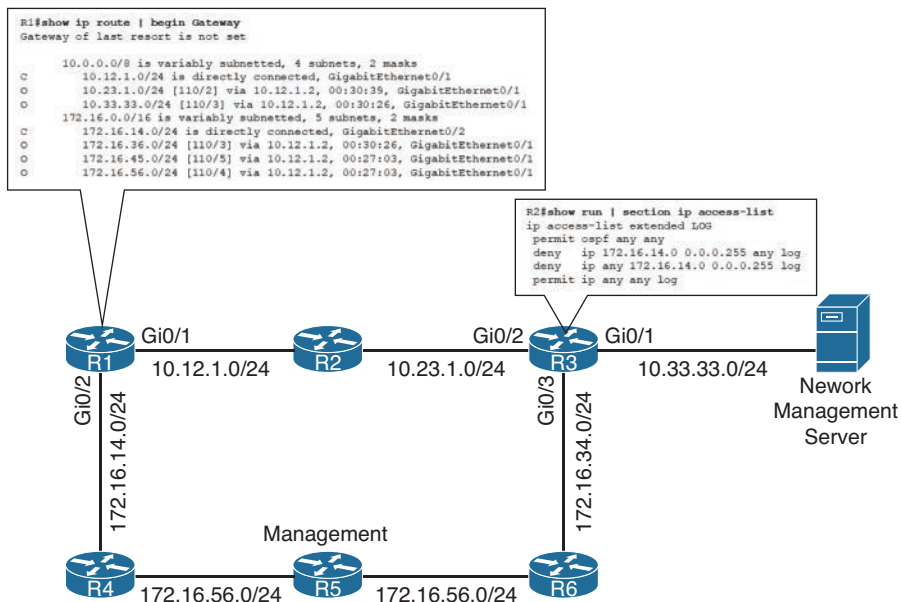 R1#show ip route | begin Gateway
Gateway of last resort is not set
10.0.0.0/8 is variably subnetted, 4 subnets, 2 masks
C 10.12.1.0/24 is directly connected, GigabitEthernet0/1
O 10.23.1.0/24 [110/2] via 10.12.1.2, 00:30:39, GigabitEthernet0/1
O 10.33.33.0/24 [110/3] via 10.12.1.2, 00:30:26, GigabitEthernet0/1
172.16.0.0/16 is variably subnetted, 5 subnets, 2 masks
C 172.16.14.0/24 is directly connected, GigabitEthernet0/2
O 172.16.36.0/24 [110/3] via 10.12.1.2, 00:30:26, GigabitEthernet0/1
O 172.16.45.0/24 [110/5] via 10.12.1.2, 00:27:03, GigabitEthernet0/1
O 172.16.56.0/24 [110/4] via 10.12.1.2, 00:27:03, GigabitEthernet0/1
R2#show run | section ip access-list
ip access-list extended LOG
permit ospf any any
deny ip 172.16.14.0 0.0.0.255 any log
deny ip any 172.16.14.0 0.0.0.255 log
permit ip any any log
R1
Gi0/1
10.12.1.0/24
R2
10.23.1.0/24
Gi0/2
R3
Gi0/1
10.33.33.0/24
Nework
Management
Server
Gi0/2
172.16.14.0/24
Gi0/3
172.16.34.0/24
Management
R4
172.16.56.0/24
R5
172.16.56.0/24
R6